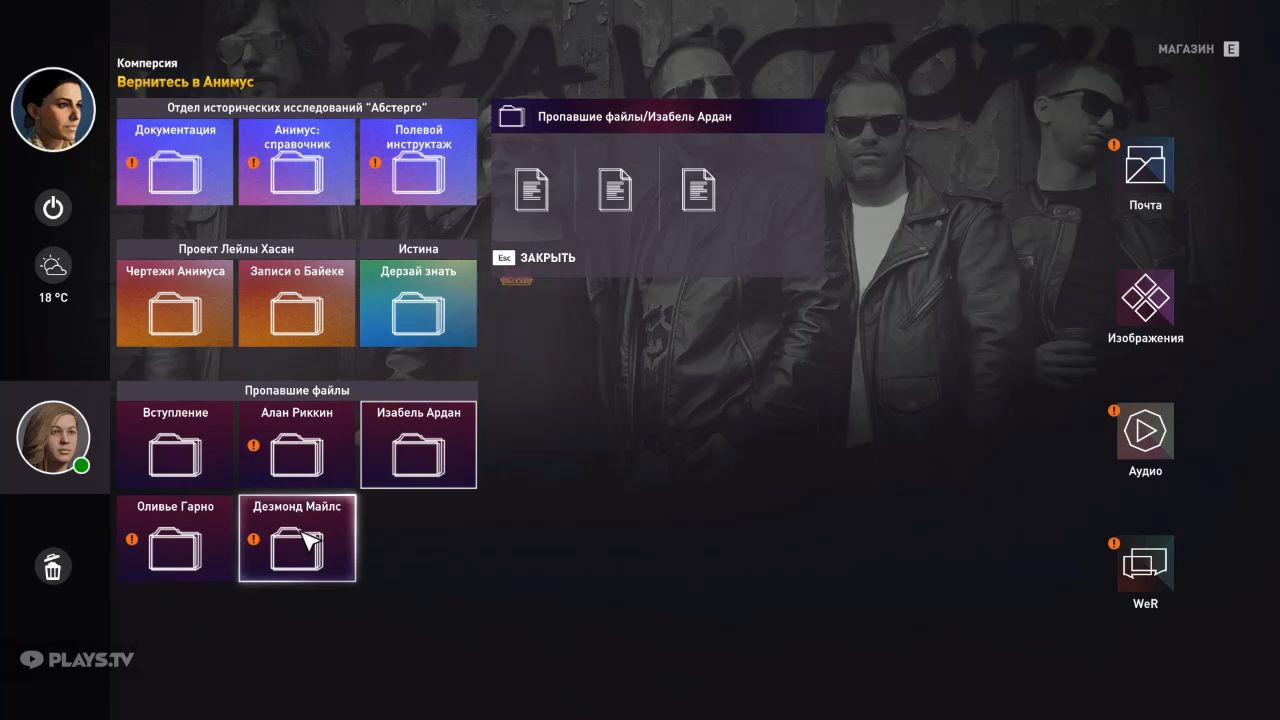 Комперсия
Вернитесь в Анимус
МАГАЗИН E
Отдел исторических исследований "Абстерго"
Документация
Анимус:
справочник
Полевой
инструктаж
Проект Лейлы Хасан
Истина
Чертежи Анимуса
Записи о Байеке
Дерзай знать
Пропавшие файлы
Вступление
Алан Риккин
Изабель Ардан
Оливье Гарно
Дезмонд Майлс
Пропавшие файлы/Изабель Ардан
Esc ЗАКРЫТЬ
18 °C
Почта
Изображения
Аудио
WeR
PLAYS.TV